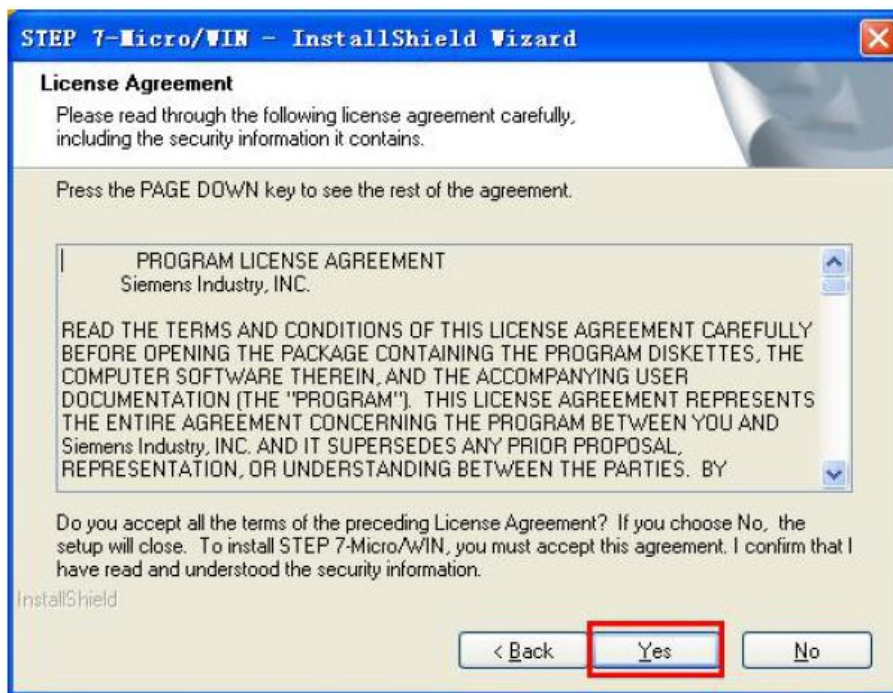 STEP 7-Micro/WIN - InstallShield Wizard
License Agreement
Please read through the following license agreement carefully,
including the security information it contains.
Press the PAGE DOWN key to see the rest of the agreement.
PROGRAM LICENSE AGREEMENT
Siemens Industry, INC.
READ THE TERMS AND CONDITIONS OF THIS LICENSE AGREEMENT CAREFULLY
BEFORE OPENING THE PACKAGE CONTAINING THE PROGRAM DISKETTES, THE
COMPUTER SOFTWARE THEREIN, AND THE ACCOMPANYING USER
DOCUMENTATION (THE "PROGRAM"). THIS LICENSE AGREEMENT REPRESENTS
THE ENTIRE AGREEMENT CONCERNING THE PROGRAM BETWEEN YOU AND
Siemens Industry, INC. AND IT SUPERSEDES ANY PRIOR PROPOSAL,
REPRESENTATION, OR UNDERSTANDING BETWEEN THE PARTIES. BY
Do you accept all the terms of the preceding License Agreement? If you choose No, the
setup will close. To install STEP 7-Micro/WIN, you must accept this agreement. I confirm that I
have read and understood the security information.
InstallShield
< Back Yes No